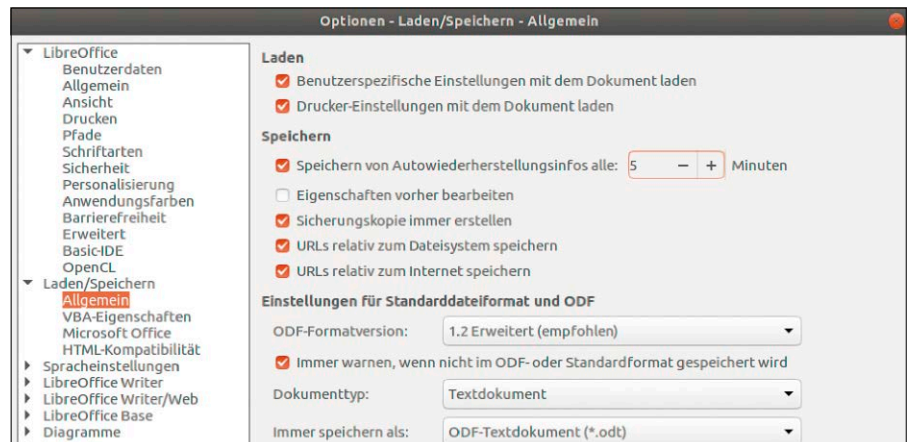 Optionen - Laden/Speichern - Allgemein
LibreOffice
Benutzerdaten
Allgemein
Ansicht
Drucken
Pfade
Schriftarten
Sicherheit
Personalisierung
Anwendungsfarben
Barrierefreiheit
Erweitert
Basic-IDE
OpenCL
Laden/Speichern
Allgemein
VBA-Eigenschaften
Microsoft Office
HTML-Kompatibilität
Spracheinstellungen
LibreOffice Writer
LibreOffice Writer/Web
LibreOffice Base
Diagramme
Laden
Benutzerspezifische Einstellungen mit dem Dokument laden
Drucker-Einstellungen mit dem Dokument laden
Speichern
Speichern von Autowiederherstellungsinfos alle: 5 − + Minuten
Eigenschaften vorher bearbeiten
Sicherungskopie immer erstellen
URLs relativ zum Dateisystem speichern
URLs relativ zum Internet speichern
Einstellungen für Standarddateiformat und ODF
ODF-Formatversion: 1.2 Erweitert (empfohlen)
Immer warnen, wenn nicht im ODF- oder Standardformat gespeichert wird
Dokumenttyp: Textdokument
Immer speichern als: ODF-Textdokument (*.odt)